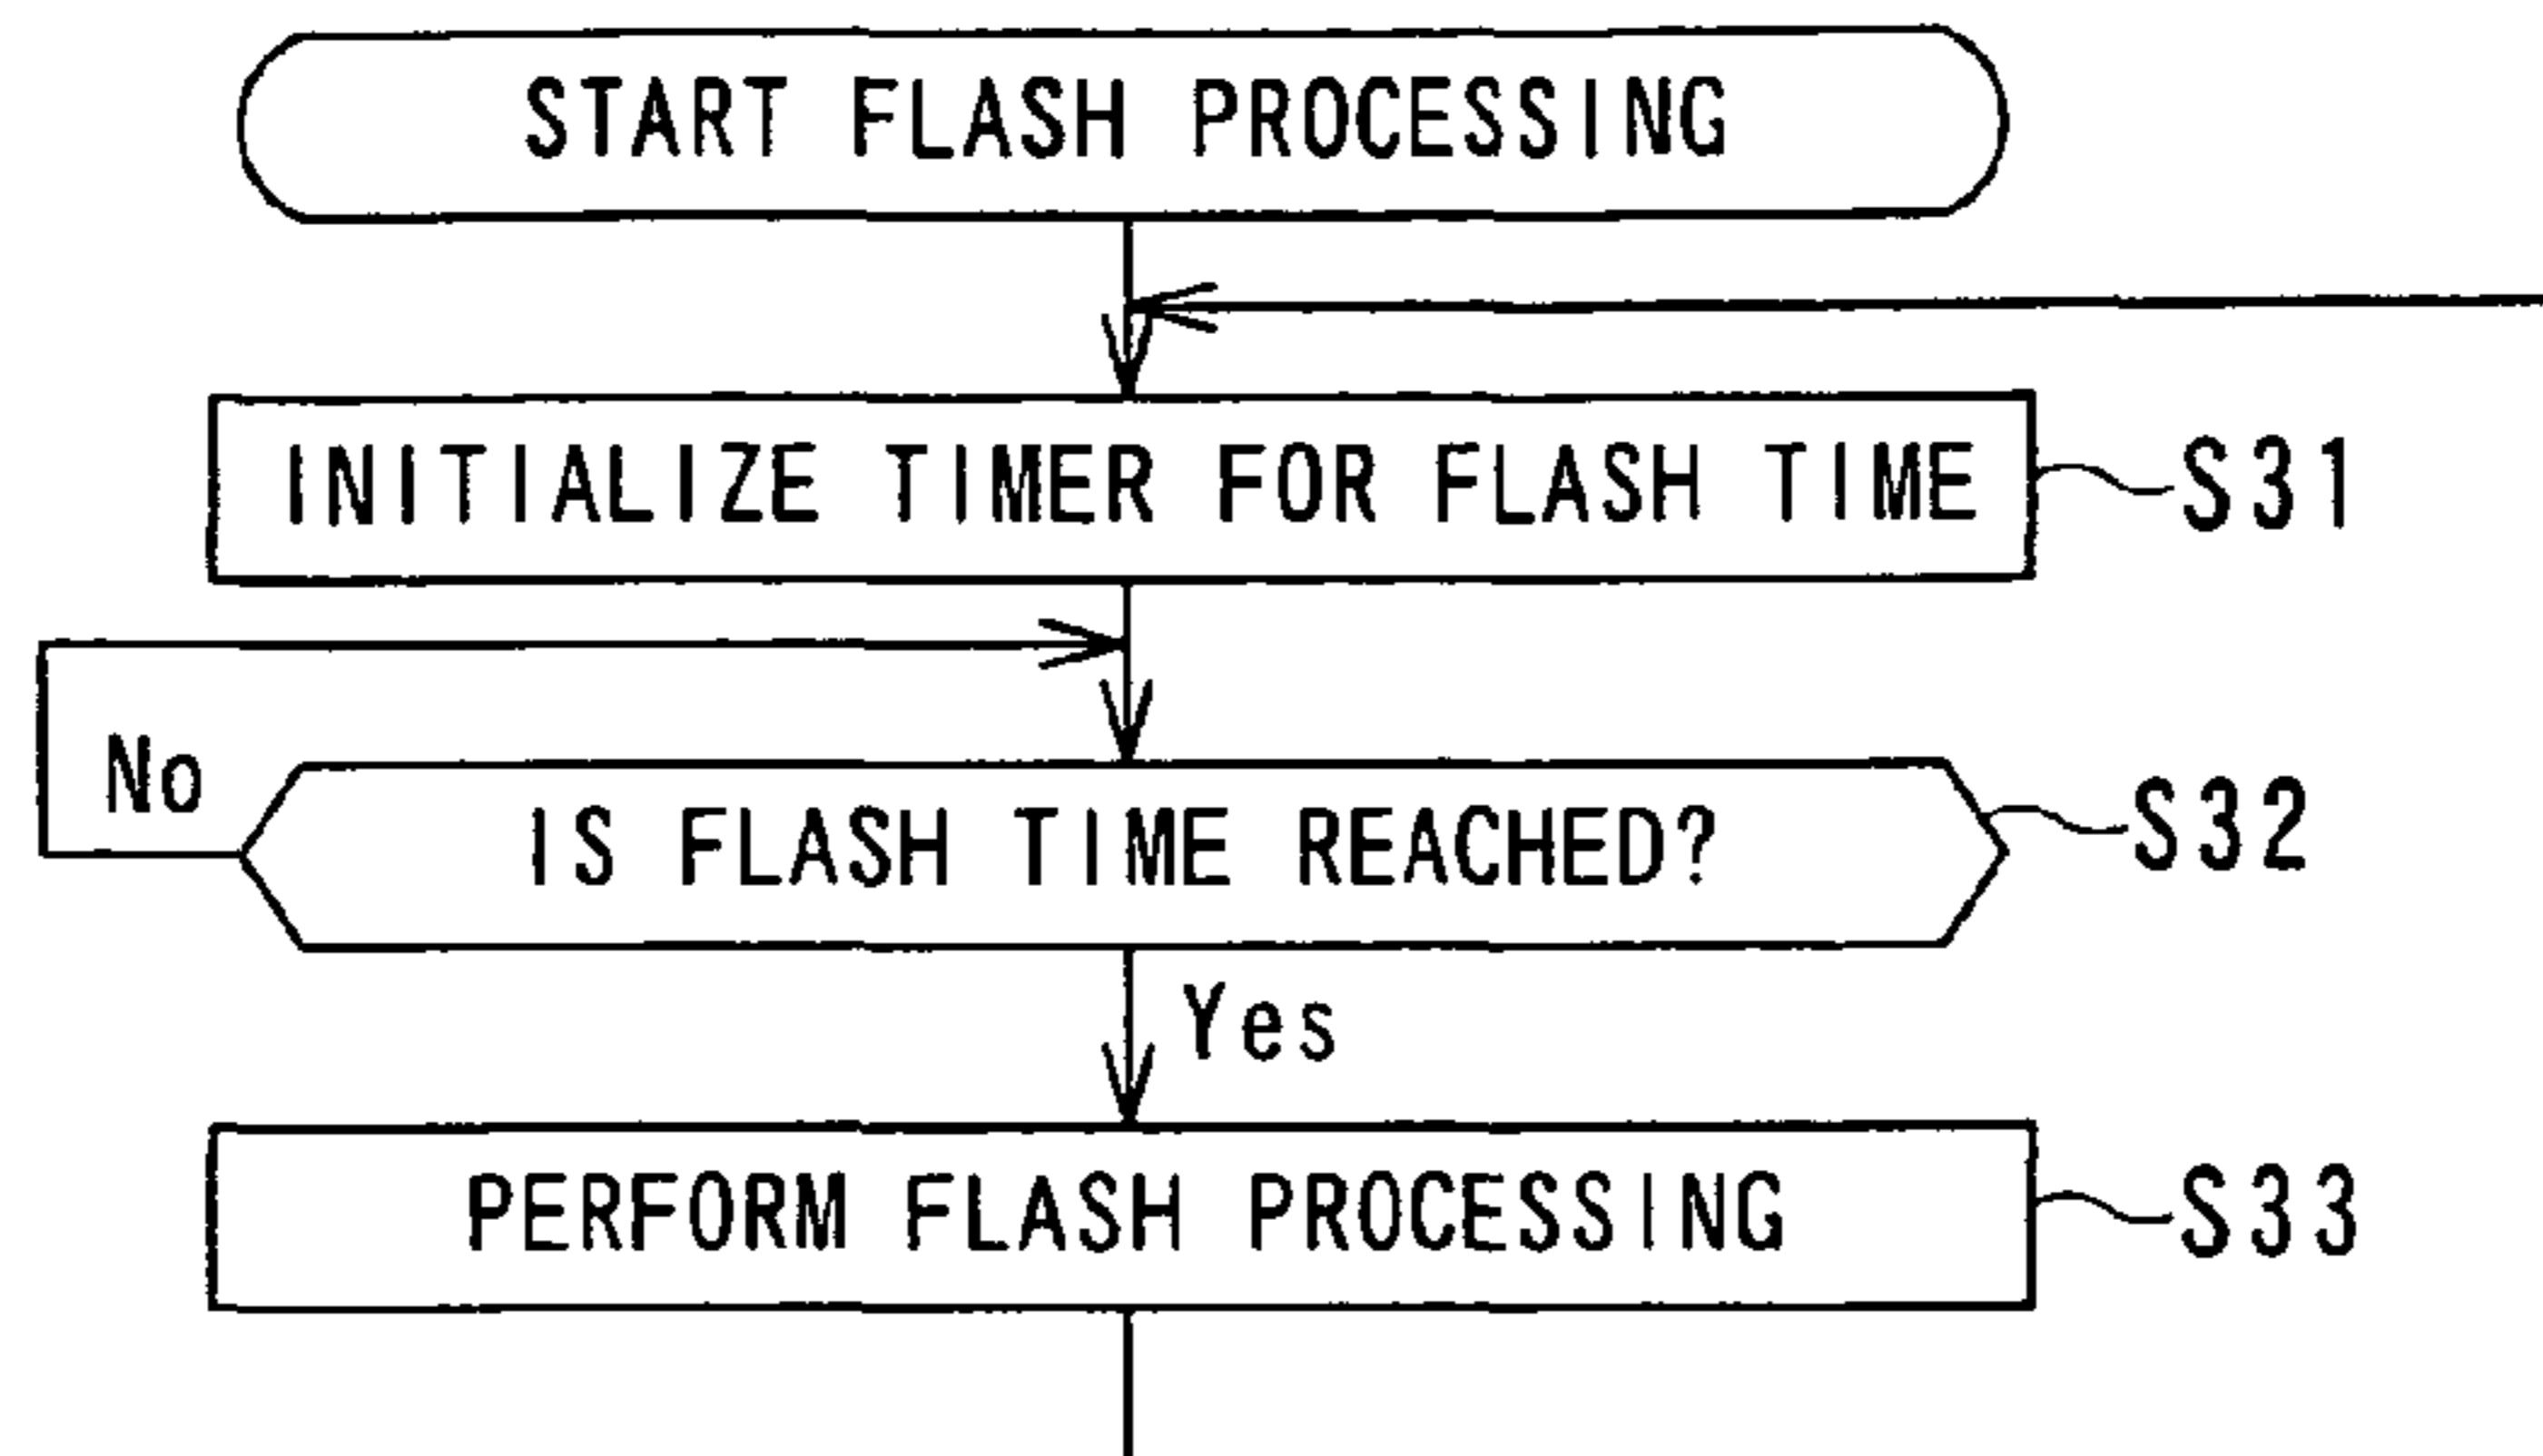 START FLASH PROCESSING
INITIALIZE TIMER FOR FLASH TIME
S31
No
IS FLASH TIME REACHED?
S32
Yes
PERFORM FLASH PROCESSING
S33